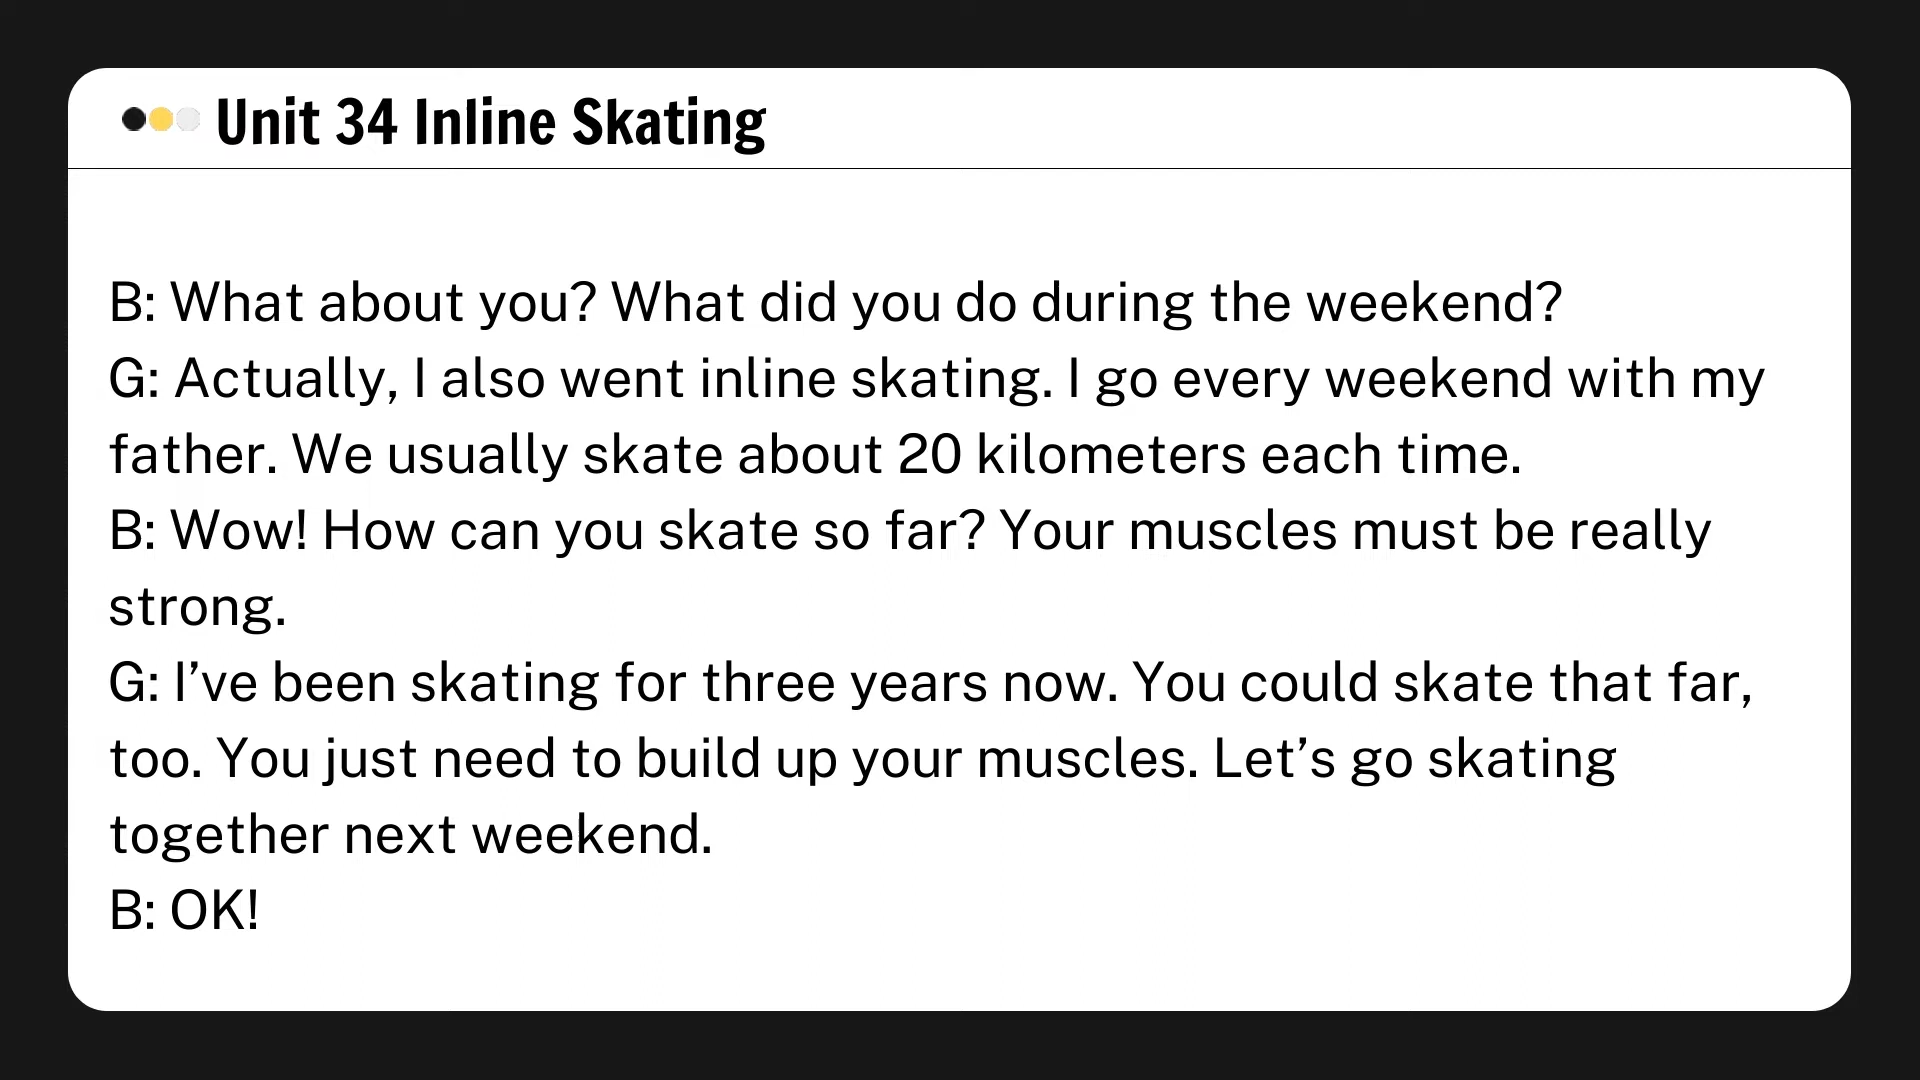 Unit 34 Inline Skating
B: What about you? What did you do during the weekend?
G: Actually, I also went inline skating. I go every weekend with my
father. We usually skate about 20 kilometers each time.
B: Wow! How can you skate so far? Your muscles must be really
strong.
G: I’ve been skating for three years now. You could skate that far,
too. You just need to build up your muscles. Let’s go skating
together next weekend.
B: OK!